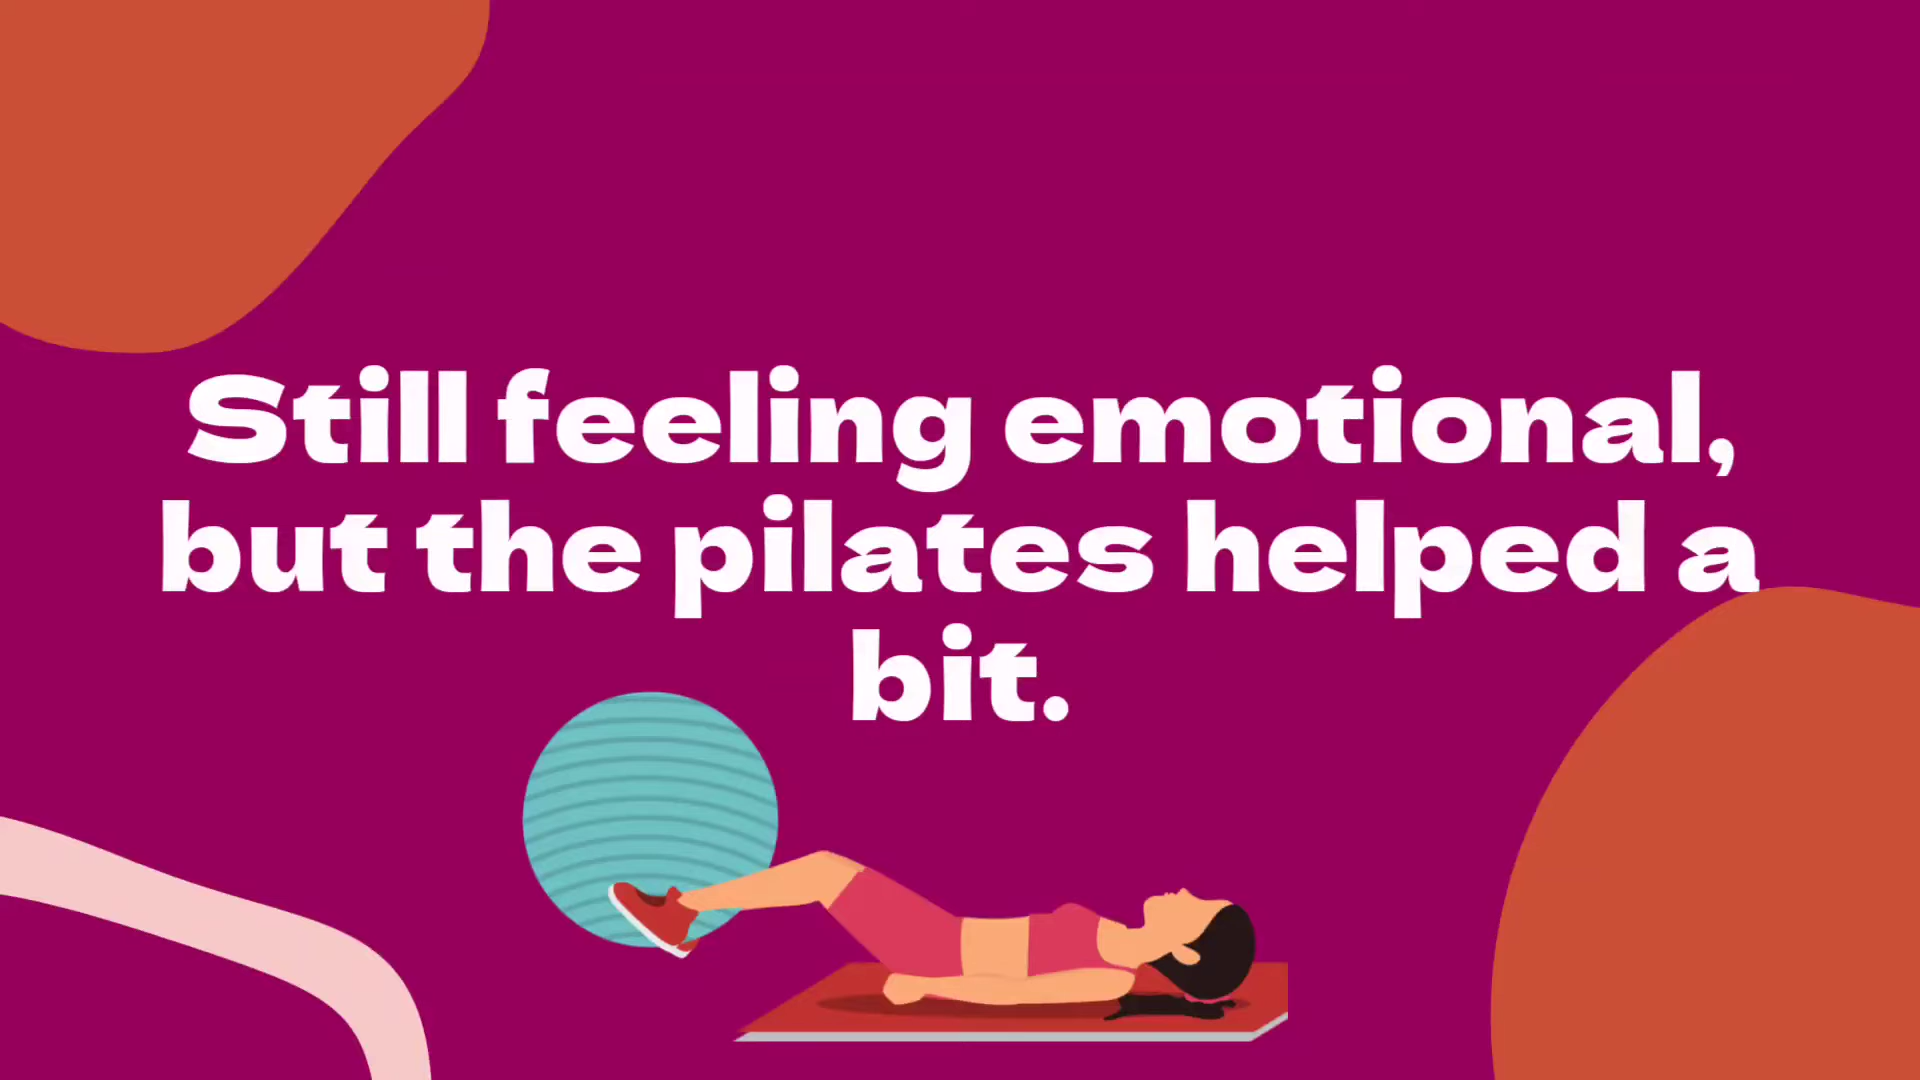 Still feeling emotional,
but the pilates helped a
bit.